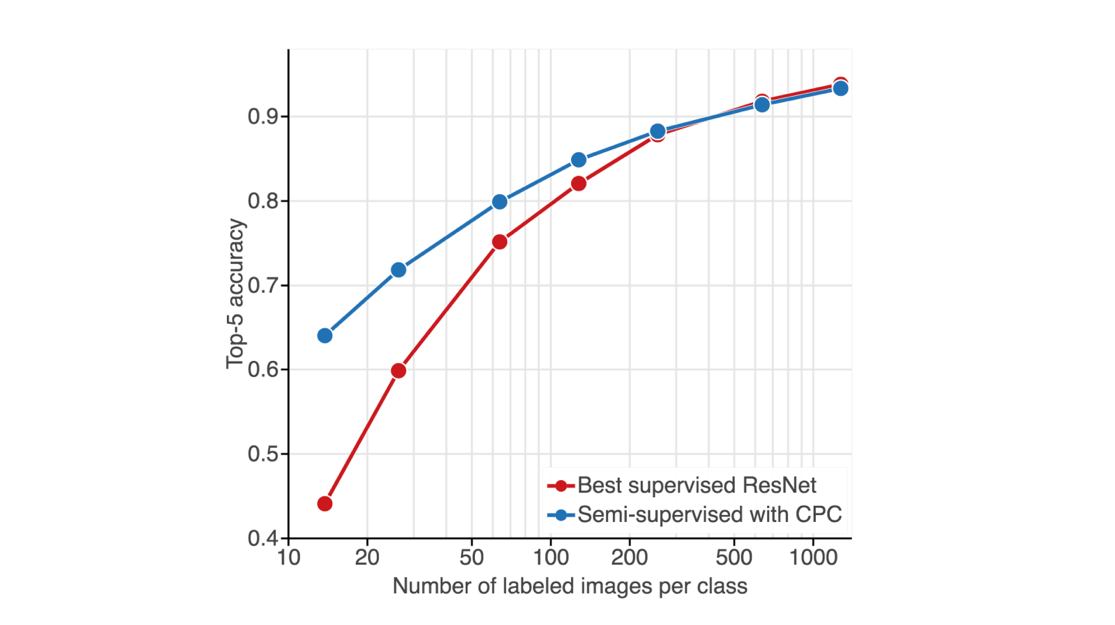 0.9
0.8
0.7
0.6
0.5
0.4
Top-5 accuracy
Best supervised ResNet
Semi-supervised with CPC
10 20 50 100 200 500 1000
Number of labeled images per class